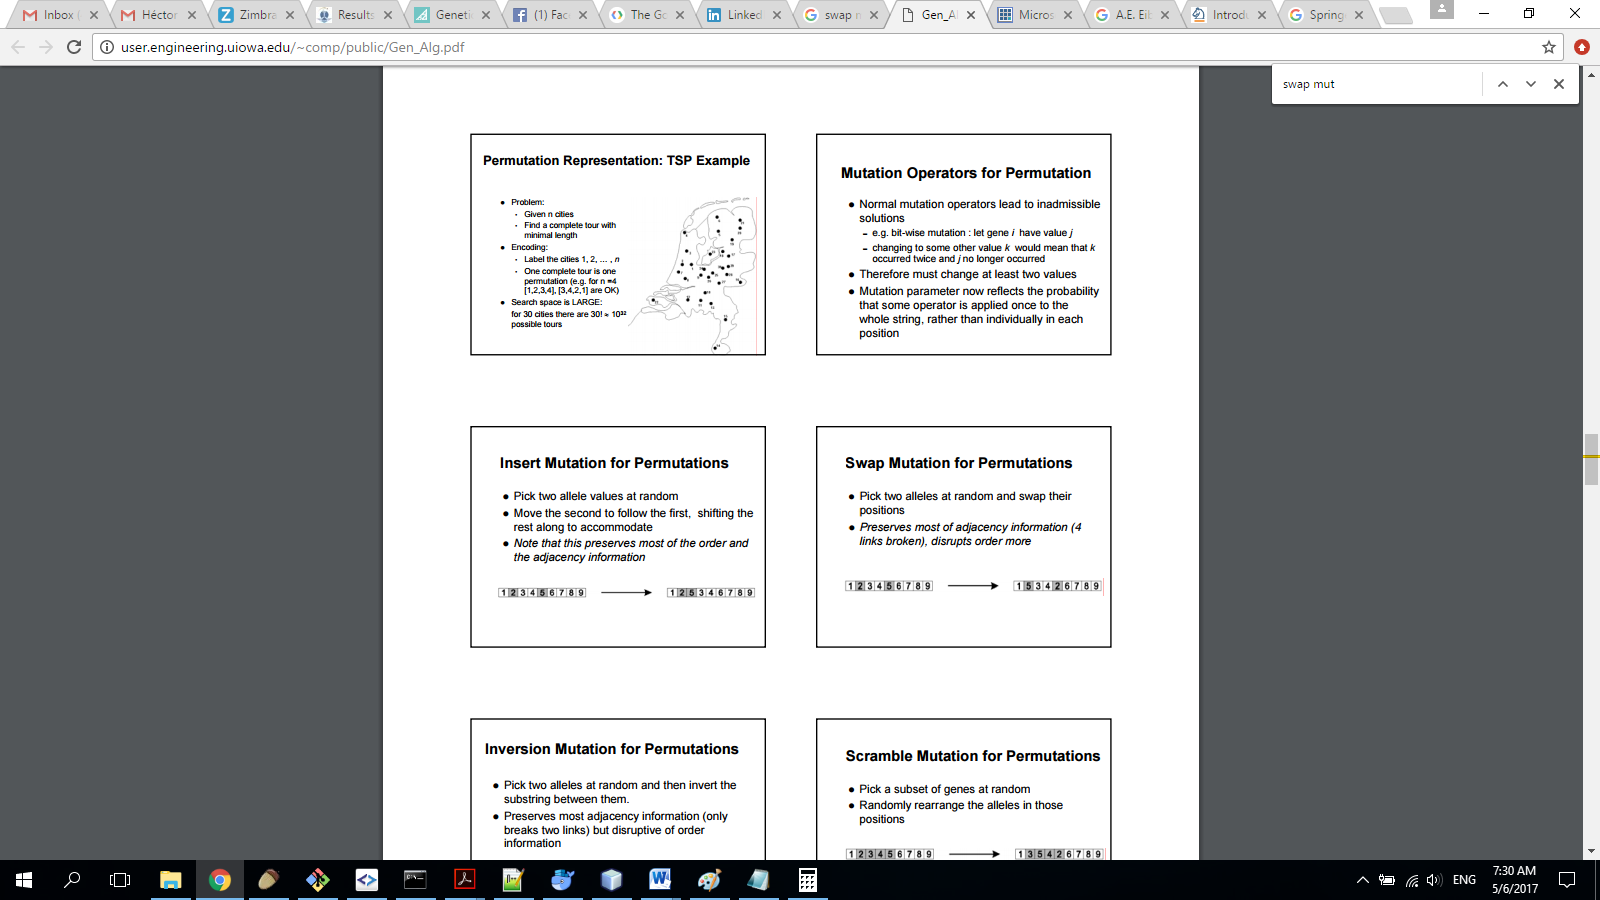 Inbox (
Héctor
Zimbra
Results
Genetic
(1) Fac
The Go
Linked
swap m
Gen_Al
Micros
A.E. Eib
Introdu
Spring
user.engineering.uiowa.edu/~comp/public/Gen_Alg.pdf
swap mut
Permutation Representation: TSP Example
• Problem:
• Given n cities
• Find a complete tour with
minimal length
• Encoding:
• Label the cities 1, 2, … , n
• One complete tour is one
permutation (e.g. for n =4
[1,2,3,4], [3,4,2,1] are OK)
• Search space is LARGE:
for 30 cities there are 30! ≈ 10³²
possible tours
Mutation Operators for Permutation
• Normal mutation operators lead to inadmissible
solutions
– e.g. bit-wise mutation : let gene i have value j
– changing to some other value k would mean that k
occurred twice and j no longer occurred
• Therefore must change at least two values
• Mutation parameter now reflects the probability
that some operator is applied once to the
whole string, rather than individually in each
position
Insert Mutation for Permutations
• Pick two allele values at random
• Move the second to follow the first, shifting the
rest along to accommodate
• Note that this preserves most of the order and
the adjacency information
1 2 3 4 5 6 7 8 9
1 2 5 3 4 6 7 8 9
Swap Mutation for Permutations
• Pick two alleles at random and swap their
positions
• Preserves most of adjacency information (4
links broken), disrupts order more
1 2 3 4 5 6 7 8 9
1 5 3 4 2 6 7 8 9
Inversion Mutation for Permutations
• Pick two alleles at random and then invert the
substring between them.
• Preserves most adjacency information (only
breaks two links) but disruptive of order
information
Scramble Mutation for Permutations
• Pick a subset of genes at random
• Randomly rearrange the alleles in those
positions
1 2 3 4 5 6 7 8 9
1 3 5 4 2 6 7 8 9
ENG
7:30 AM
5/6/2017